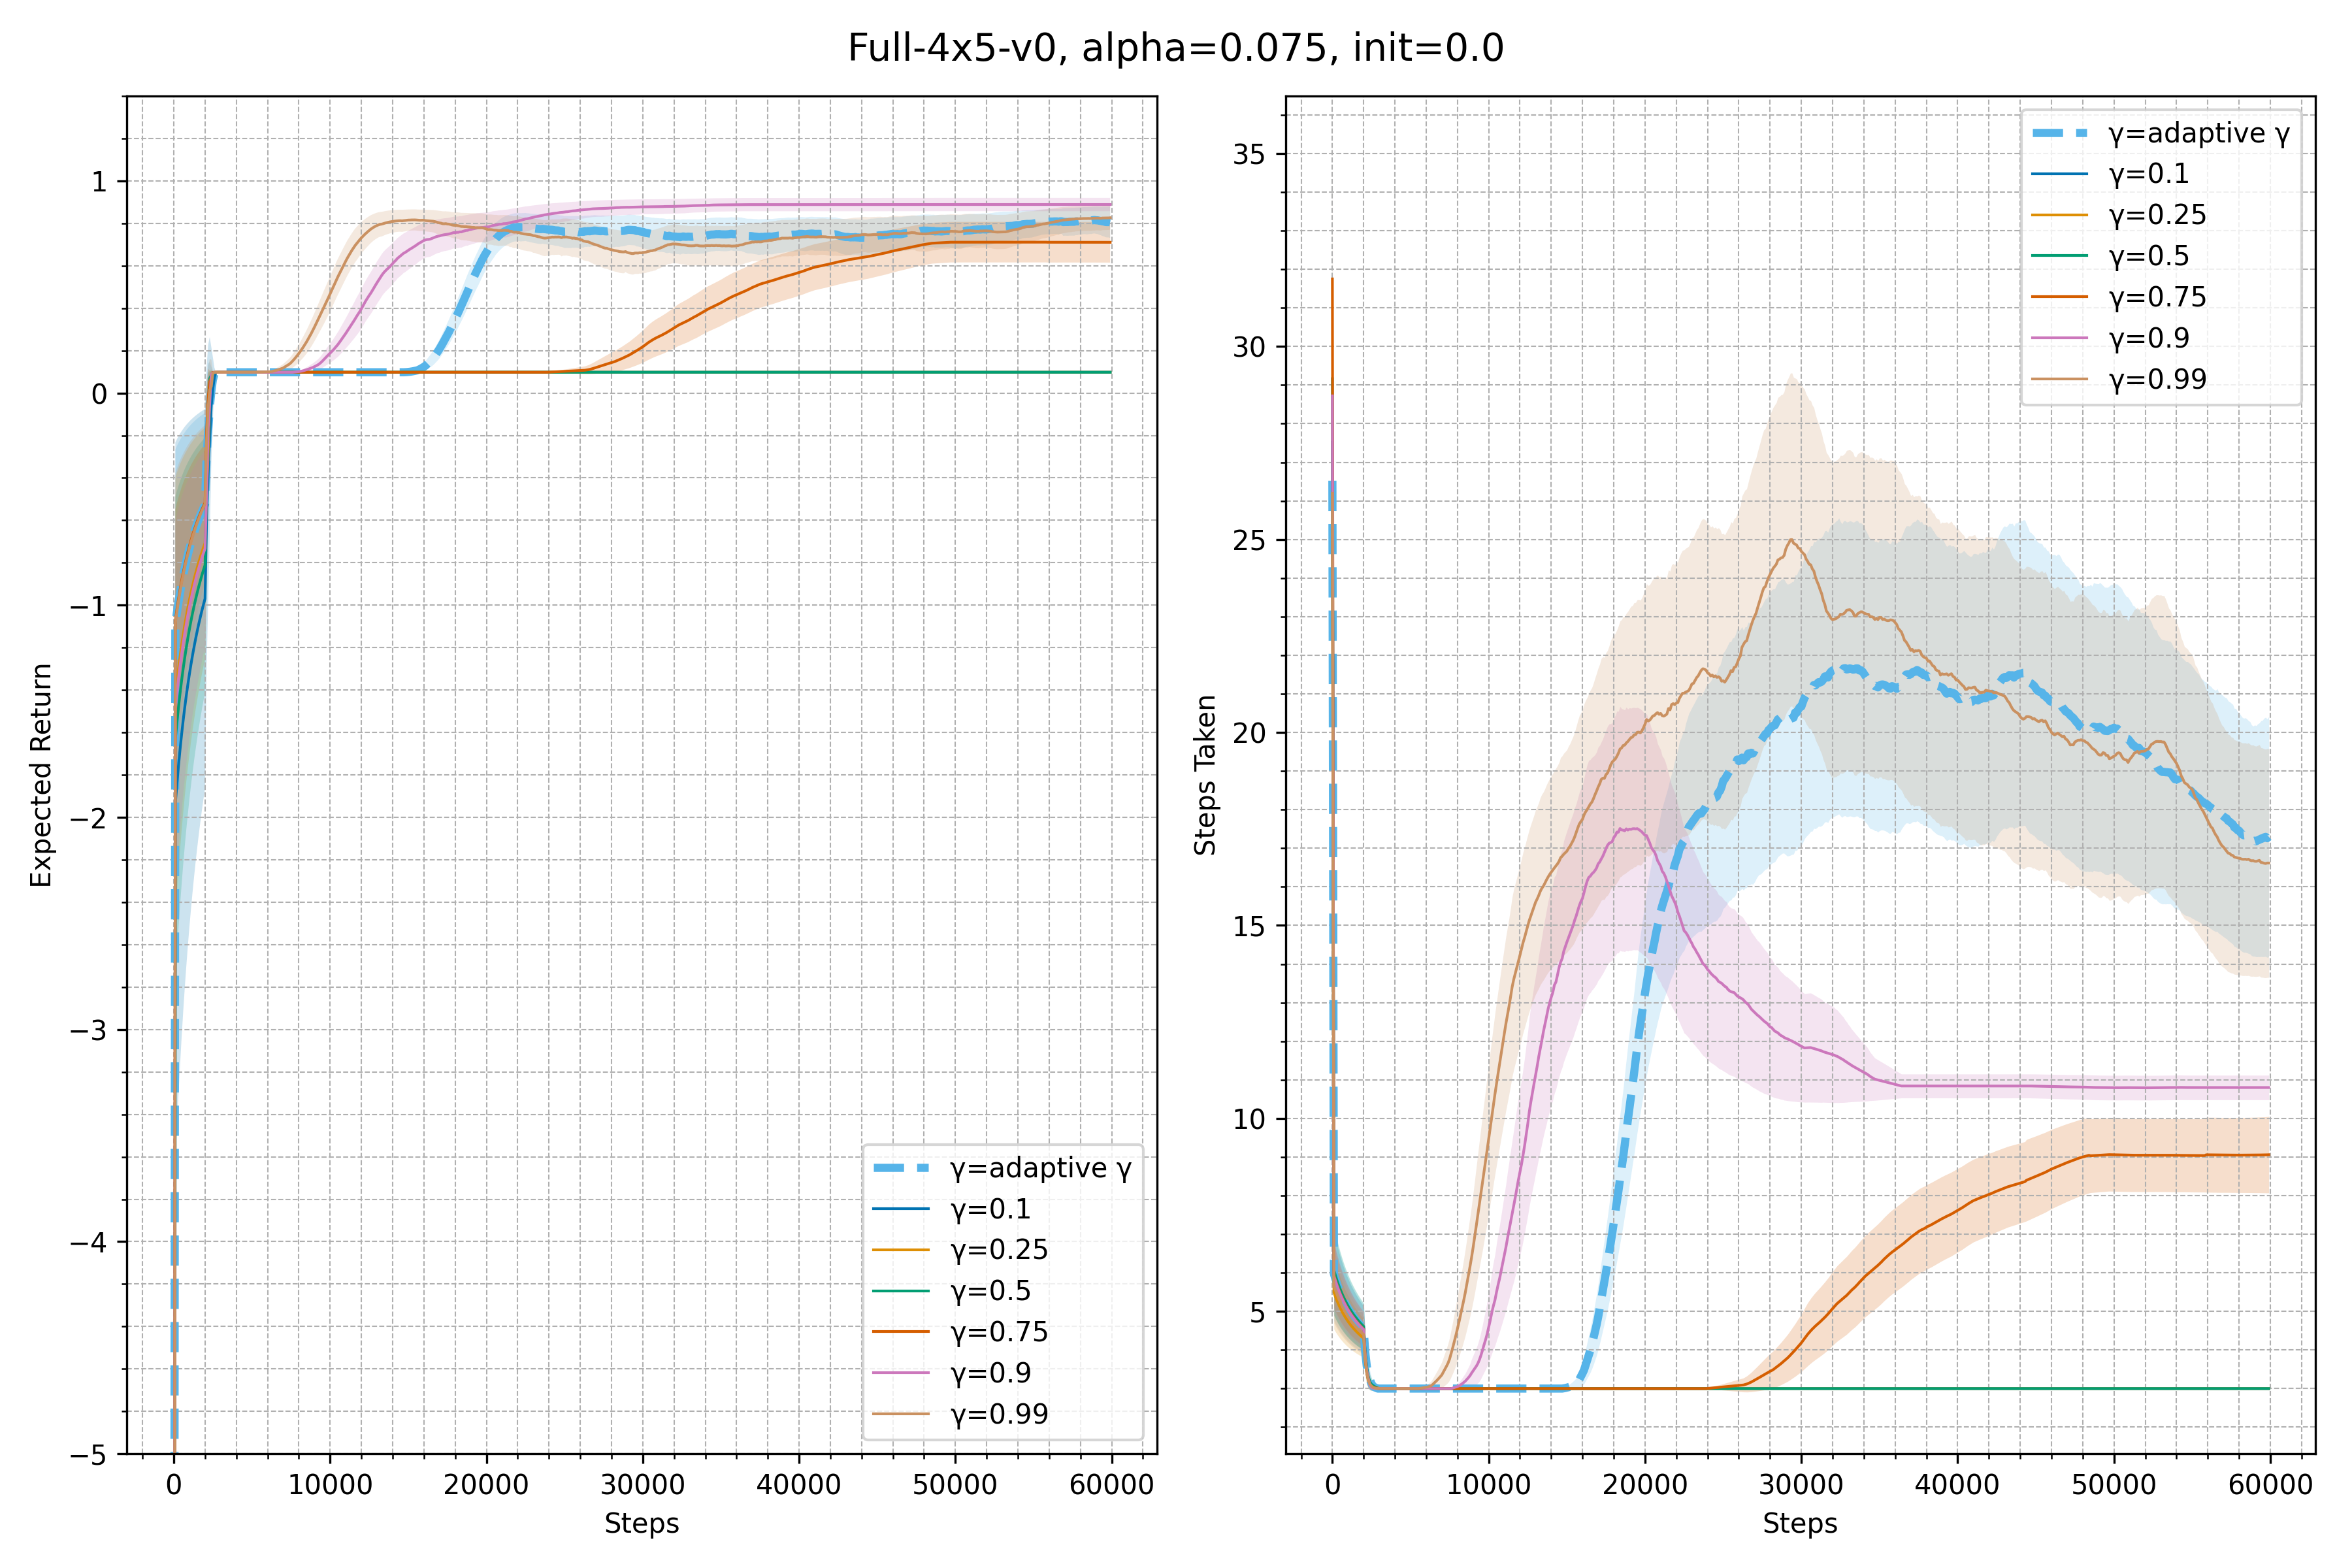 Full-4x5-v0, alpha=0.075, init=0.0
Expected Return
1
0
−1
−2
−3
−4
−5
0 10000 20000 30000 40000 50000 60000
Steps
γ=adaptive γ
γ=0.1
γ=0.25
γ=0.5
γ=0.75
γ=0.9
γ=0.99
Steps Taken
35
30
25
20
15
10
5
0 10000 20000 30000 40000 50000 60000
Steps
γ=adaptive γ
γ=0.1
γ=0.25
γ=0.5
γ=0.75
γ=0.9
γ=0.99